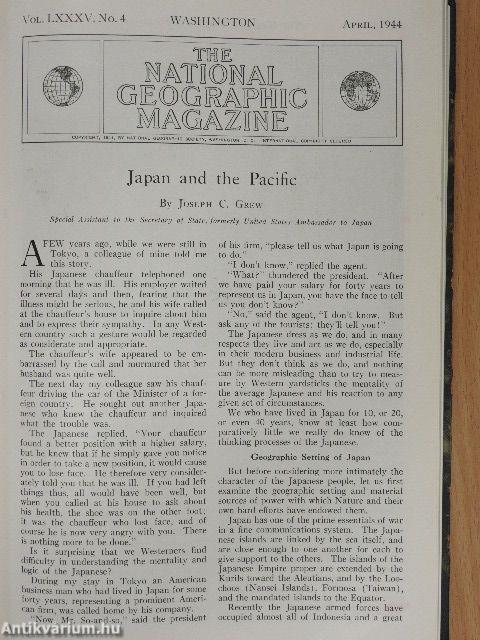 VOL. LXXXV, NO. 4 WASHINGTON APRIL, 1944
THE
NATIONAL
GEOGRAPHIC
MAGAZINE
COPYRIGHT, 1944, BY NATIONAL GEOGRAPHIC SOCIETY, WASHINGTON, D. C. INTERNATIONAL COPYRIGHT SECURED
Japan and the Pacific
BY JOSEPH C. GREW
Special Assistant to the Secretary of State, formerly United States Ambassador to Japan
A FEW years ago, while we were still in
Tokyo, a colleague of mine told me
this story.
His Japanese chauffeur telephoned one
morning that he was ill. His employer waited
for several days and then, fearing that the
illness might be serious, he and his wife called
at the chauffeur's house to inquire about him
and to express their sympathy. In any West-
ern country such a gesture would be regarded
as considerate and appropriate.
The chauffeur's wife appeared to be em-
barrassed by the call and murmured that her
husband was quite well.
The next day my colleague saw his chauf-
feur driving the car of the Minister of a for-
eign country. He sought out another Japa-
nese who knew the chauffeur and inquired
what the trouble was.
The Japanese replied, "Your chauffeur
found a better position with a higher salary,
but he knew that if he simply gave you notice
in order to take a new position, it would cause
you to lose face. He therefore very consider-
ately told you that he was ill. If you had left
things thus, all would have been well, but
when you called at his house to ask about
his health, the shoe was on the other foot;
it was the chauffeur who lost face, and of
course he is now very angry with you. There
is nothing more to be done."
Is it surprising that we Westerners find
difficulty in understanding the mentality and
logic of the Japanese?
During my stay in Tokyo an American
business man who had lived in Japan for some
forty years, representing a prominent Ameri-
can firm, was called home by his company.
"Now, Mr. So-and-so," said the president
of his firm, "please tell us what Japan is going
to do."
"I don't know," replied the agent.
"What?" thundered the president. "After
we have paid your salary for forty years to
represent us in Japan, you have the face to tell
us you don't know?"
"No," said the agent, "I don't know. But
ask any of the tourists; they'll tell you!"
The Japanese dress as we do, and in many
respects they live and act as we do, especially
in their modern business and industrial life.
But they don't think as we do, and nothing
can be more misleading than to try to meas-
ure by Western yardsticks the mentality of
the average Japanese and his reaction to any
given set of circumstances.
We who have lived in Japan for 10, or 20,
or even 40 years, know at least how com-
paratively little we really do know of the
thinking processes of the Japanese.
Geographic Setting of Japan
But before considering more intimately the
character of the Japanese people, let us first
examine the geographic setting and material
sources of power with which Nature and their
own hard efforts have endowed them.
Japan has one of the prime essentials of war
in a fine communications system. The Japa-
nese islands are linked by the sea itself, and
are close enough to one another for each to
give support to the others. The islands of the
Japanese Empire proper are extended by the
Kurils toward the Aleutians, and by the Loo-
choos (Nansei Islands), Formosa (Taiwan),
and the mandated islands to the Equator.
Recently the Japanese armed forces have
occupied almost all of Indonesia and a great
Antikvarium.hu